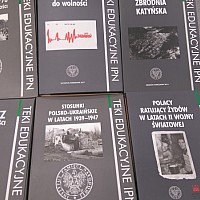 do wolności
ZBRODNIA
KATYŃSKA
TEKI EDUKACYJNE IPN
TEKI EDUKACYJNE IPN
STOSUNKI
POLSKO-UKRAIŃSKIE
W LATACH 1939-1947
TEKI EDUKACYJNE IPN
POLACY
RATUJĄCY ŻYDÓW
W LATACH II WOJNY
ŚWIATOWEJ
TEKI EDUKACYJNE IPN